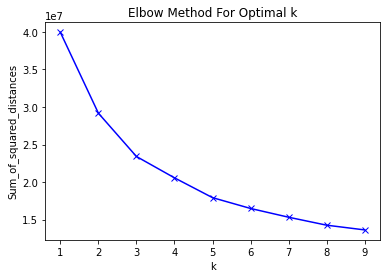 Elbow Method For Optimal k
1e7
4.0
3.5
3.0
2.5
2.0
1.5
Sum_of_squared_distances
1 2 3 4 5 6 7 8 9
k